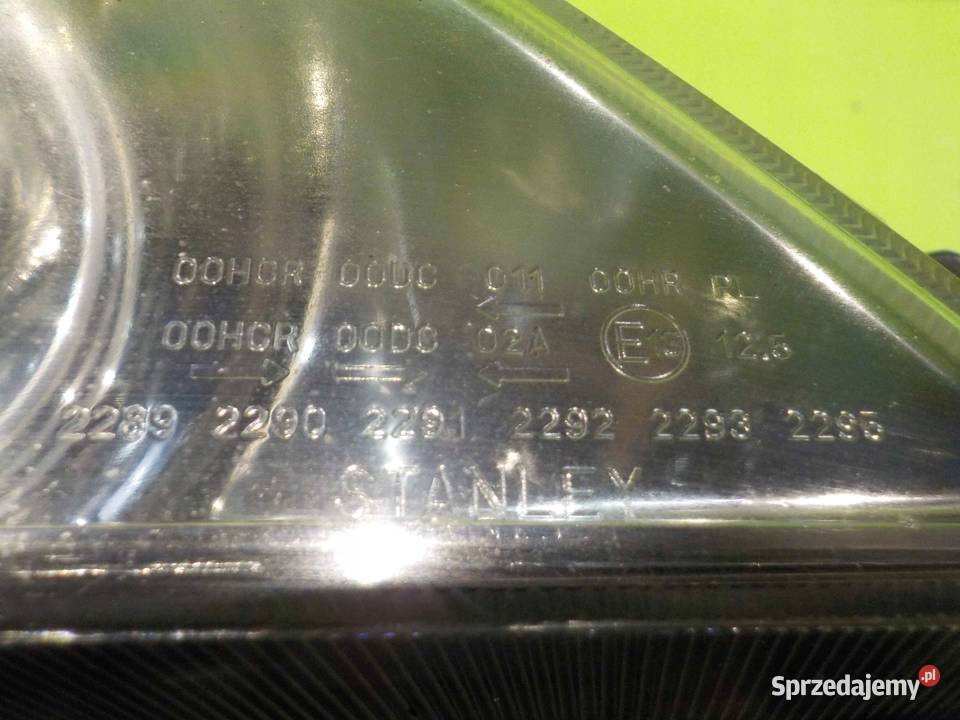 00HCR 00DC 011 00HR PL
←
00HCR 00DC 02A E13 12.5
→ → ←
2289 2290 2291 2292 2293 2295
STANLEY
Sprzedajemy.pl